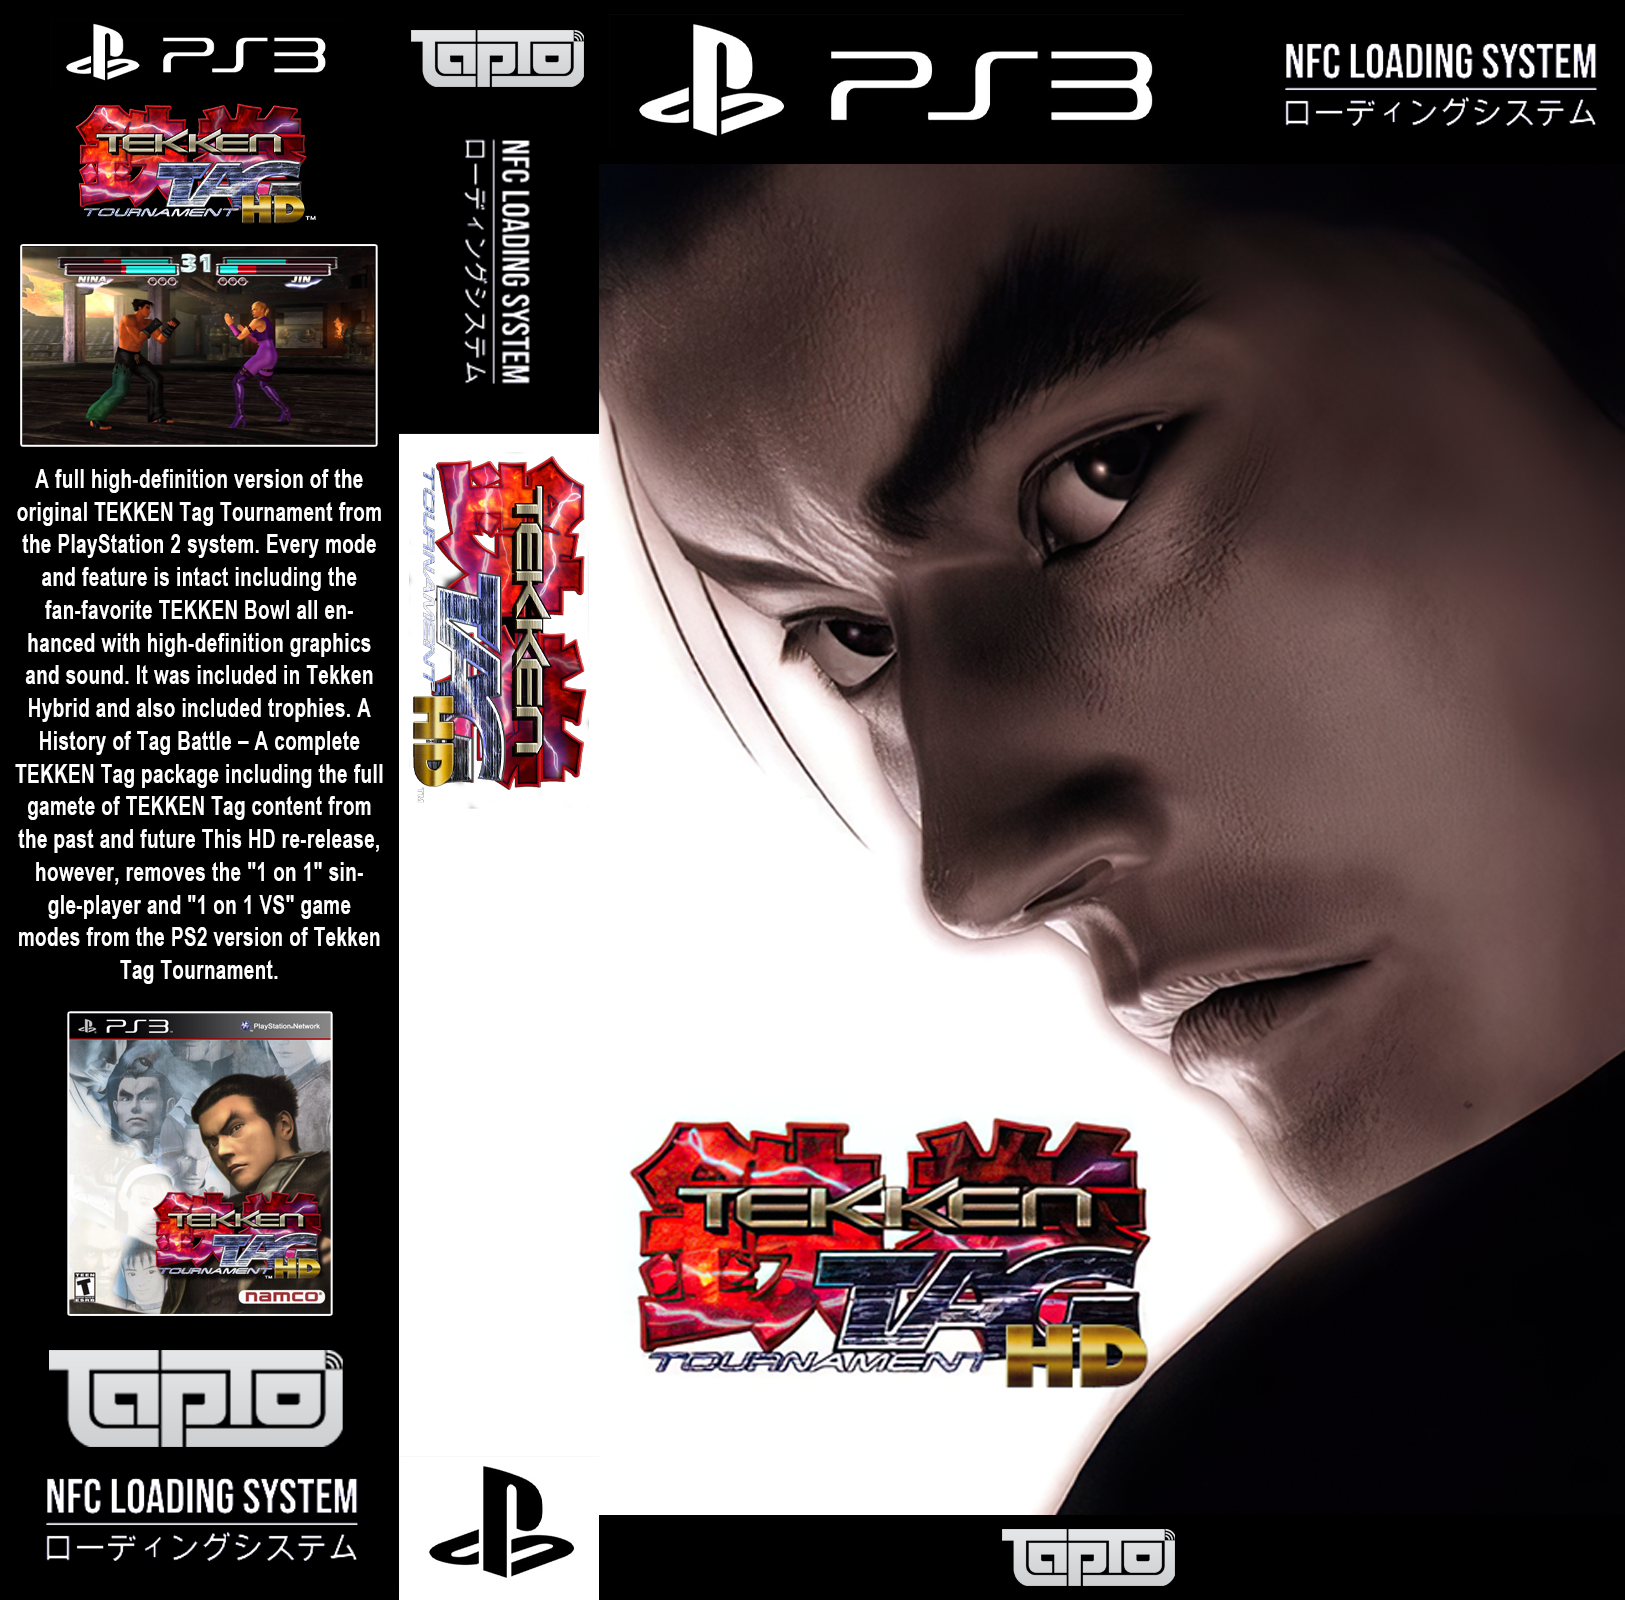 PS3
TEKKEN
TAG
TOURNAMENT HD™
31
NINA
JIN
A full high-definition version of the
original TEKKEN Tag Tournament from
the PlayStation 2 system. Every mode
and feature is intact including the
fan-favorite TEKKEN Bowl all en-
hanced with high-definition graphics
and sound. It was included in Tekken
Hybrid and also included trophies. A
History of Tag Battle – A complete
TEKKEN Tag package including the full
gamete of TEKKEN Tag content from
the past and future This HD re-release,
however, removes the "1 on 1" sin-
gle-player and "1 on 1 VS" game
modes from the PS2 version of Tekken
Tag Tournament.
PS3
PlayStation Network
TEKKEN
TAG
TOURNAMENT HD
TEEN
T
ESRB
namco
TapTo
NFC LOADING SYSTEM
ローディングシステム
TapTo
NFC LOADING SYSTEM
ローディングシステム
TEKKEN
TAG
TOURNAMENT HD™
PS3
NFC LOADING SYSTEM
ローディングシステム
TEKKEN
TAG
TOURNAMENT HD
TapTo